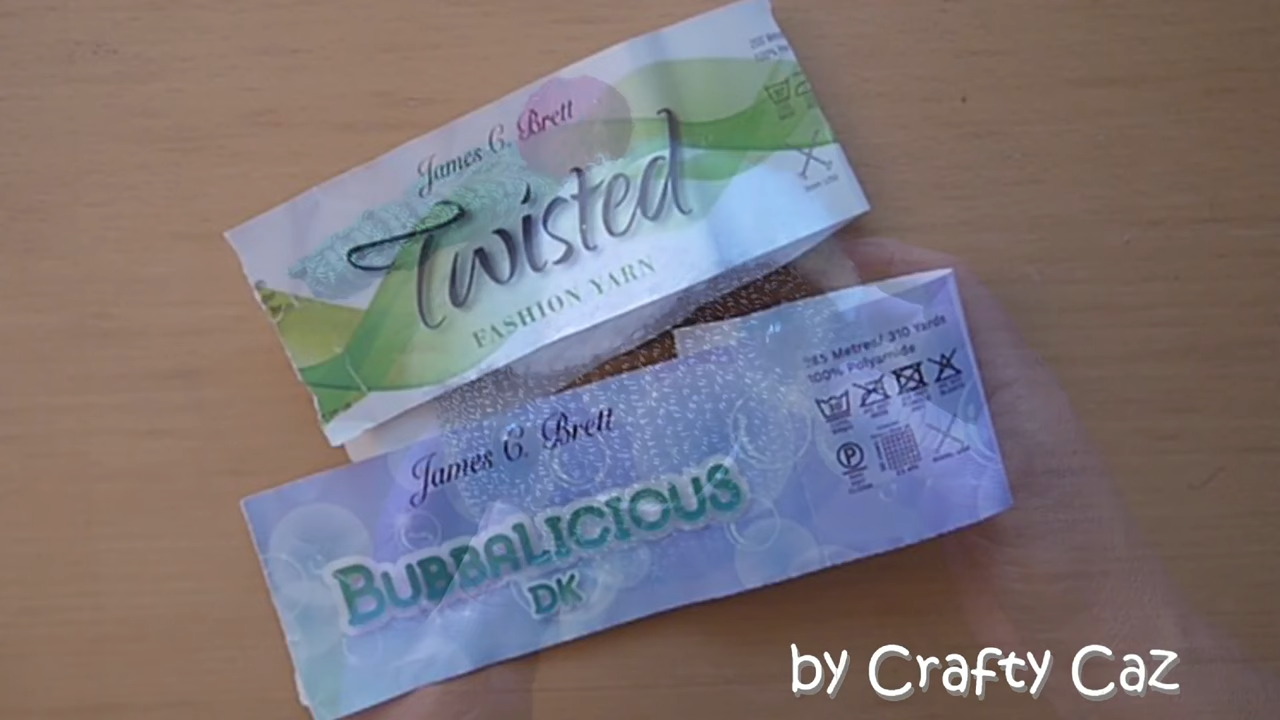 James C. Brett
Twisted
FASHION YARN
James C. Brett
BUBBALICIOUS
DK
285 Metres/ 310 Yards
100% Polyamide
P
by Crafty Caz